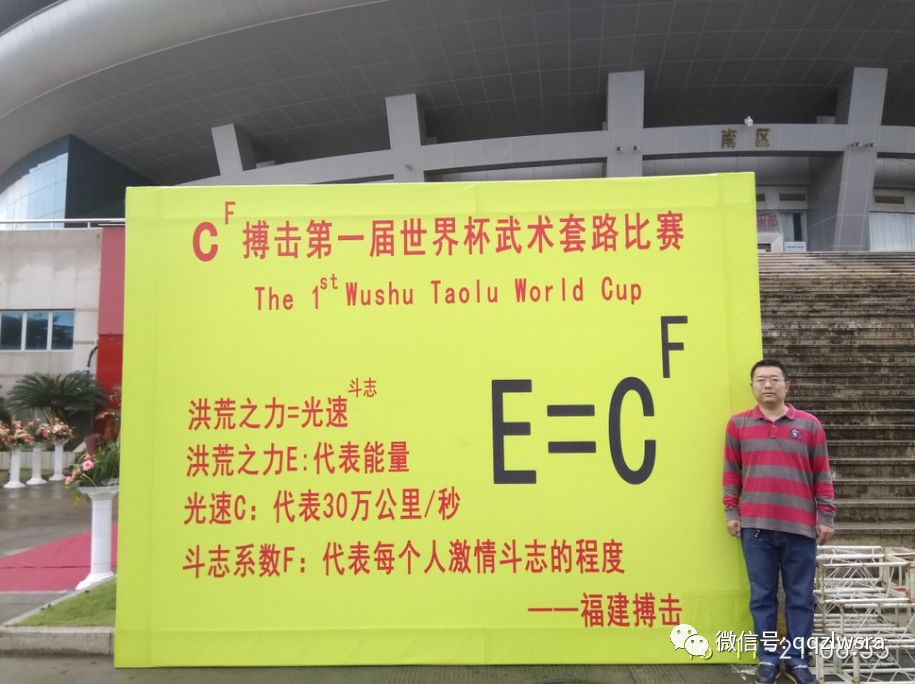 南区
C^F 搏击第一届世界杯武术套路比赛
The 1st Wushu Taolu World Cup
E=C^F
洪荒之力=光速^斗志
洪荒之力E:代表能量
光速C：代表30万公里/秒
斗志系数F：代表每个人激情斗志的程度
——福建搏击
微信号:qqzlwsra